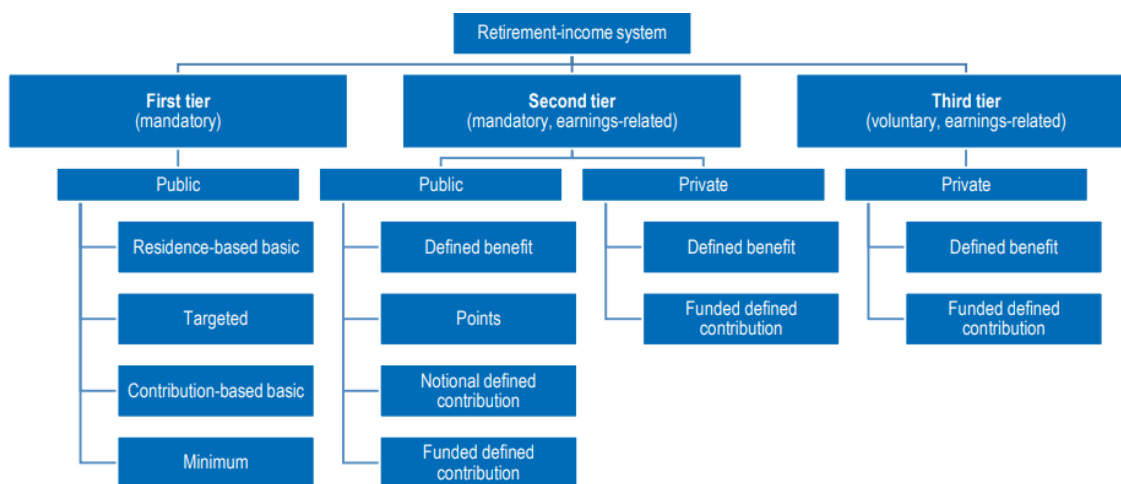 Retirement-income system
First tier
(mandatory)
Second tier
(mandatory, earnings-related)
Third tier
(voluntary, earnings-related)
Public
Public
Private
Private
Residence-based basic
Defined benefit
Defined benefit
Defined benefit
Targeted
Points
Funded defined
contribution
Funded defined
contribution
Contribution-based basic
Notional defined
contribution
Minimum
Funded defined
contribution